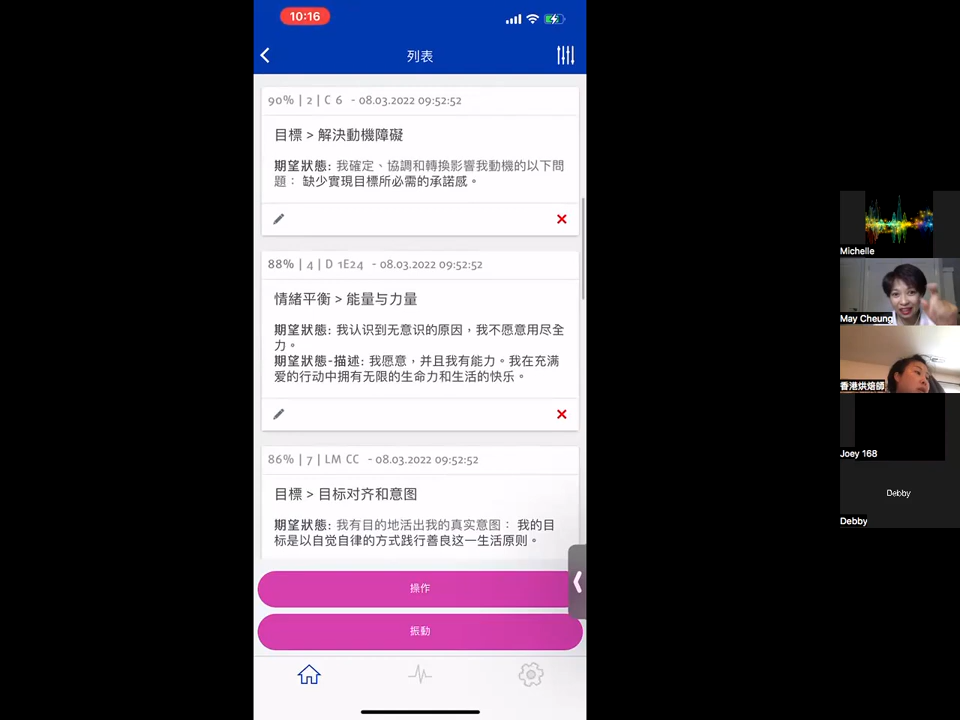 10:16
列表
90% | 2 | C 6 - 08.03.2022 09:52:52
目標 > 解決動機障礙
期望狀態: 我確定、協調和轉換影響我動機的以下問
題： 缺少實現目標所必需的承諾感。
88% | 4 | D 1E24 - 08.03.2022 09:52:52
情緒平衡 > 能量与力量
期望狀態: 我认识到无意识的原因，我不愿意用尽全
力。
期望狀態-描述: 我愿意，并且我有能力。我在充满
爱的行动中拥有无限的生命力和生活的快乐。
86% | 7 | LM CC - 08.03.2022 09:52:52
目標 > 目标对齐和意图
期望狀態: 我有目的地活出我的真实意图： 我的目
标是以自觉自律的方式践行善良这一生活原则。
操作
振動
Michelle
May Cheung
香港烘焙師
Joey 168
Debby
Debby